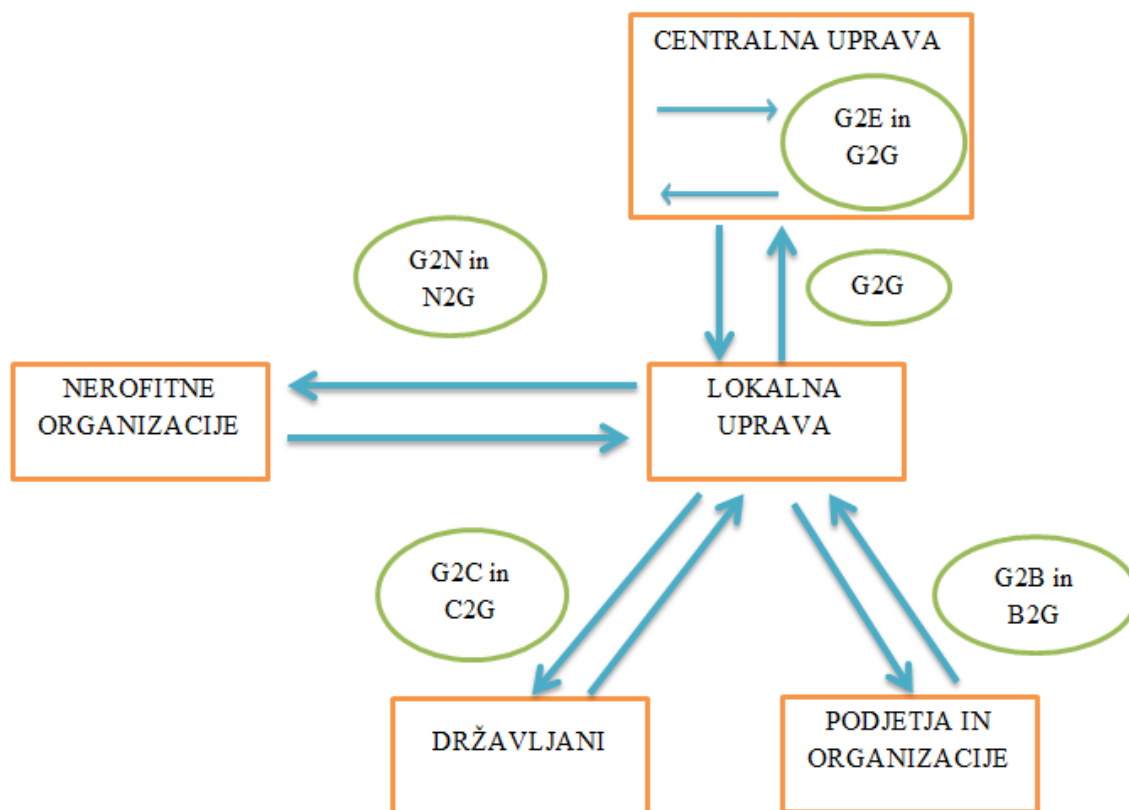 CENTRALNA UPRAVA
G2E in
G2G
G2N in
N2G
G2G
NEROFITNE
ORGANIZACIJE
LOKALNA
UPRAVA
G2C in
C2G
G2B in
B2G
DRŽAVLJANI
PODJETJA IN
ORGANIZACIJE